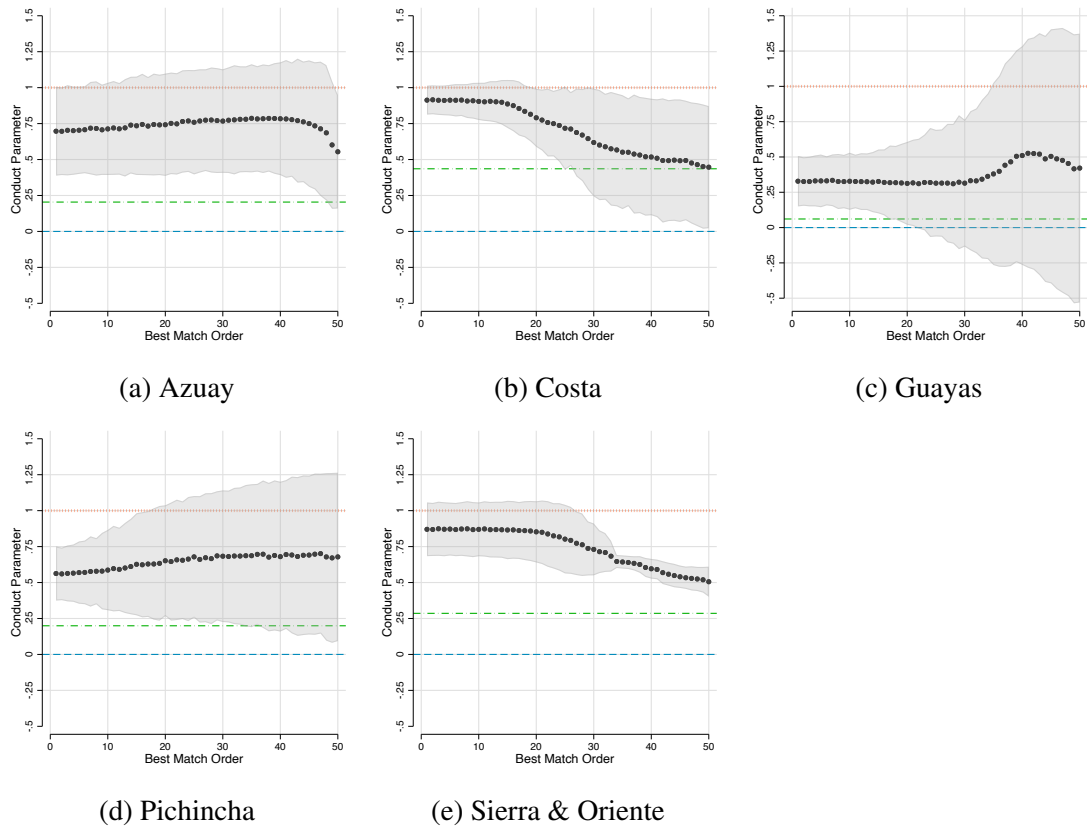 1.5
1.25
1
.75
.5
.25
0
-.25
-.5
Conduct Parameter
0 10 20 30 40 50
Best Match Order
(a) Azuay
1.5
1.25
1
.75
.5
.25
0
-.25
-.5
Conduct Parameter
0 10 20 30 40 50
Best Match Order
(b) Costa
1.5
1.25
1
.75
.5
.25
0
-.25
-.5
Conduct Parameter
0 10 20 30 40 50
Best Match Order
(c) Guayas
1.5
1.25
1
.75
.5
.25
0
-.25
-.5
Conduct Parameter
0 10 20 30 40 50
Best Match Order
(d) Pichincha
1.5
1.25
1
.75
.5
.25
0
-.25
-.5
Conduct Parameter
0 10 20 30 40 50
Best Match Order
(e) Sierra & Oriente